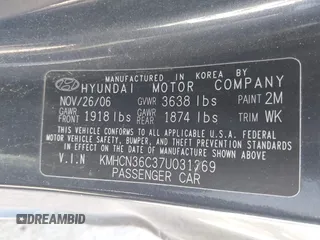 MANUFACTURED IN KOREA BY
HYUNDAI MOTOR COMPANY
NOV/26/06 GVWR 3638 lbs PAINT 2M
GAWR FRONT 1918 lbs GAWR REAR 1874 lbs TRIM WK
THIS VEHICLE CONFORMS TO ALL APPLICABLE U.S.A. FEDERAL
MOTOR VEHICLE SAFETY, BUMPER, AND THEFT PREVENTION
STANDARDS IN EFFECT ON THE DATE OF MANUFACTURE
SHOWN ABOVE.
V.I.N KMHCN36C37U031269
PASSENGER CAR
DREAMBID